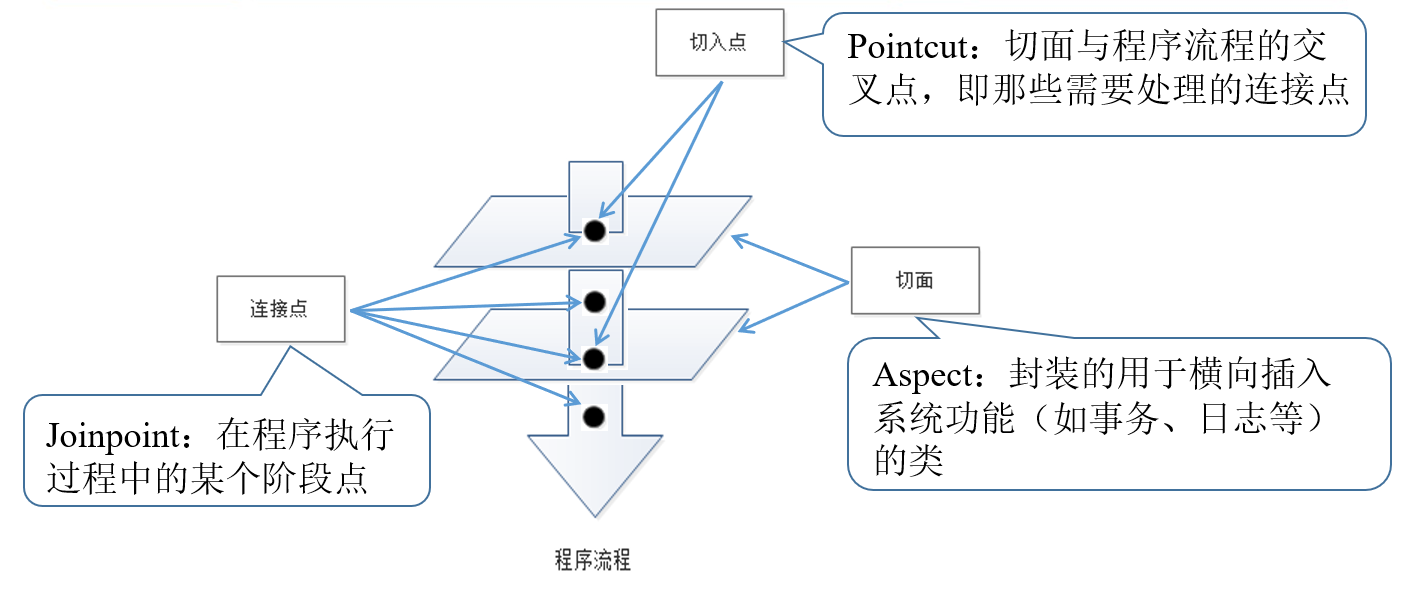 切入点
Pointcut：切面与程序流程的交
叉点，即那些需要处理的连接点
连接点
切面
Joinpoint：在程序执行
过程中的某个阶段点
Aspect：封装的用于横向插入
系统功能（如事务、日志等）
的类
程序流程